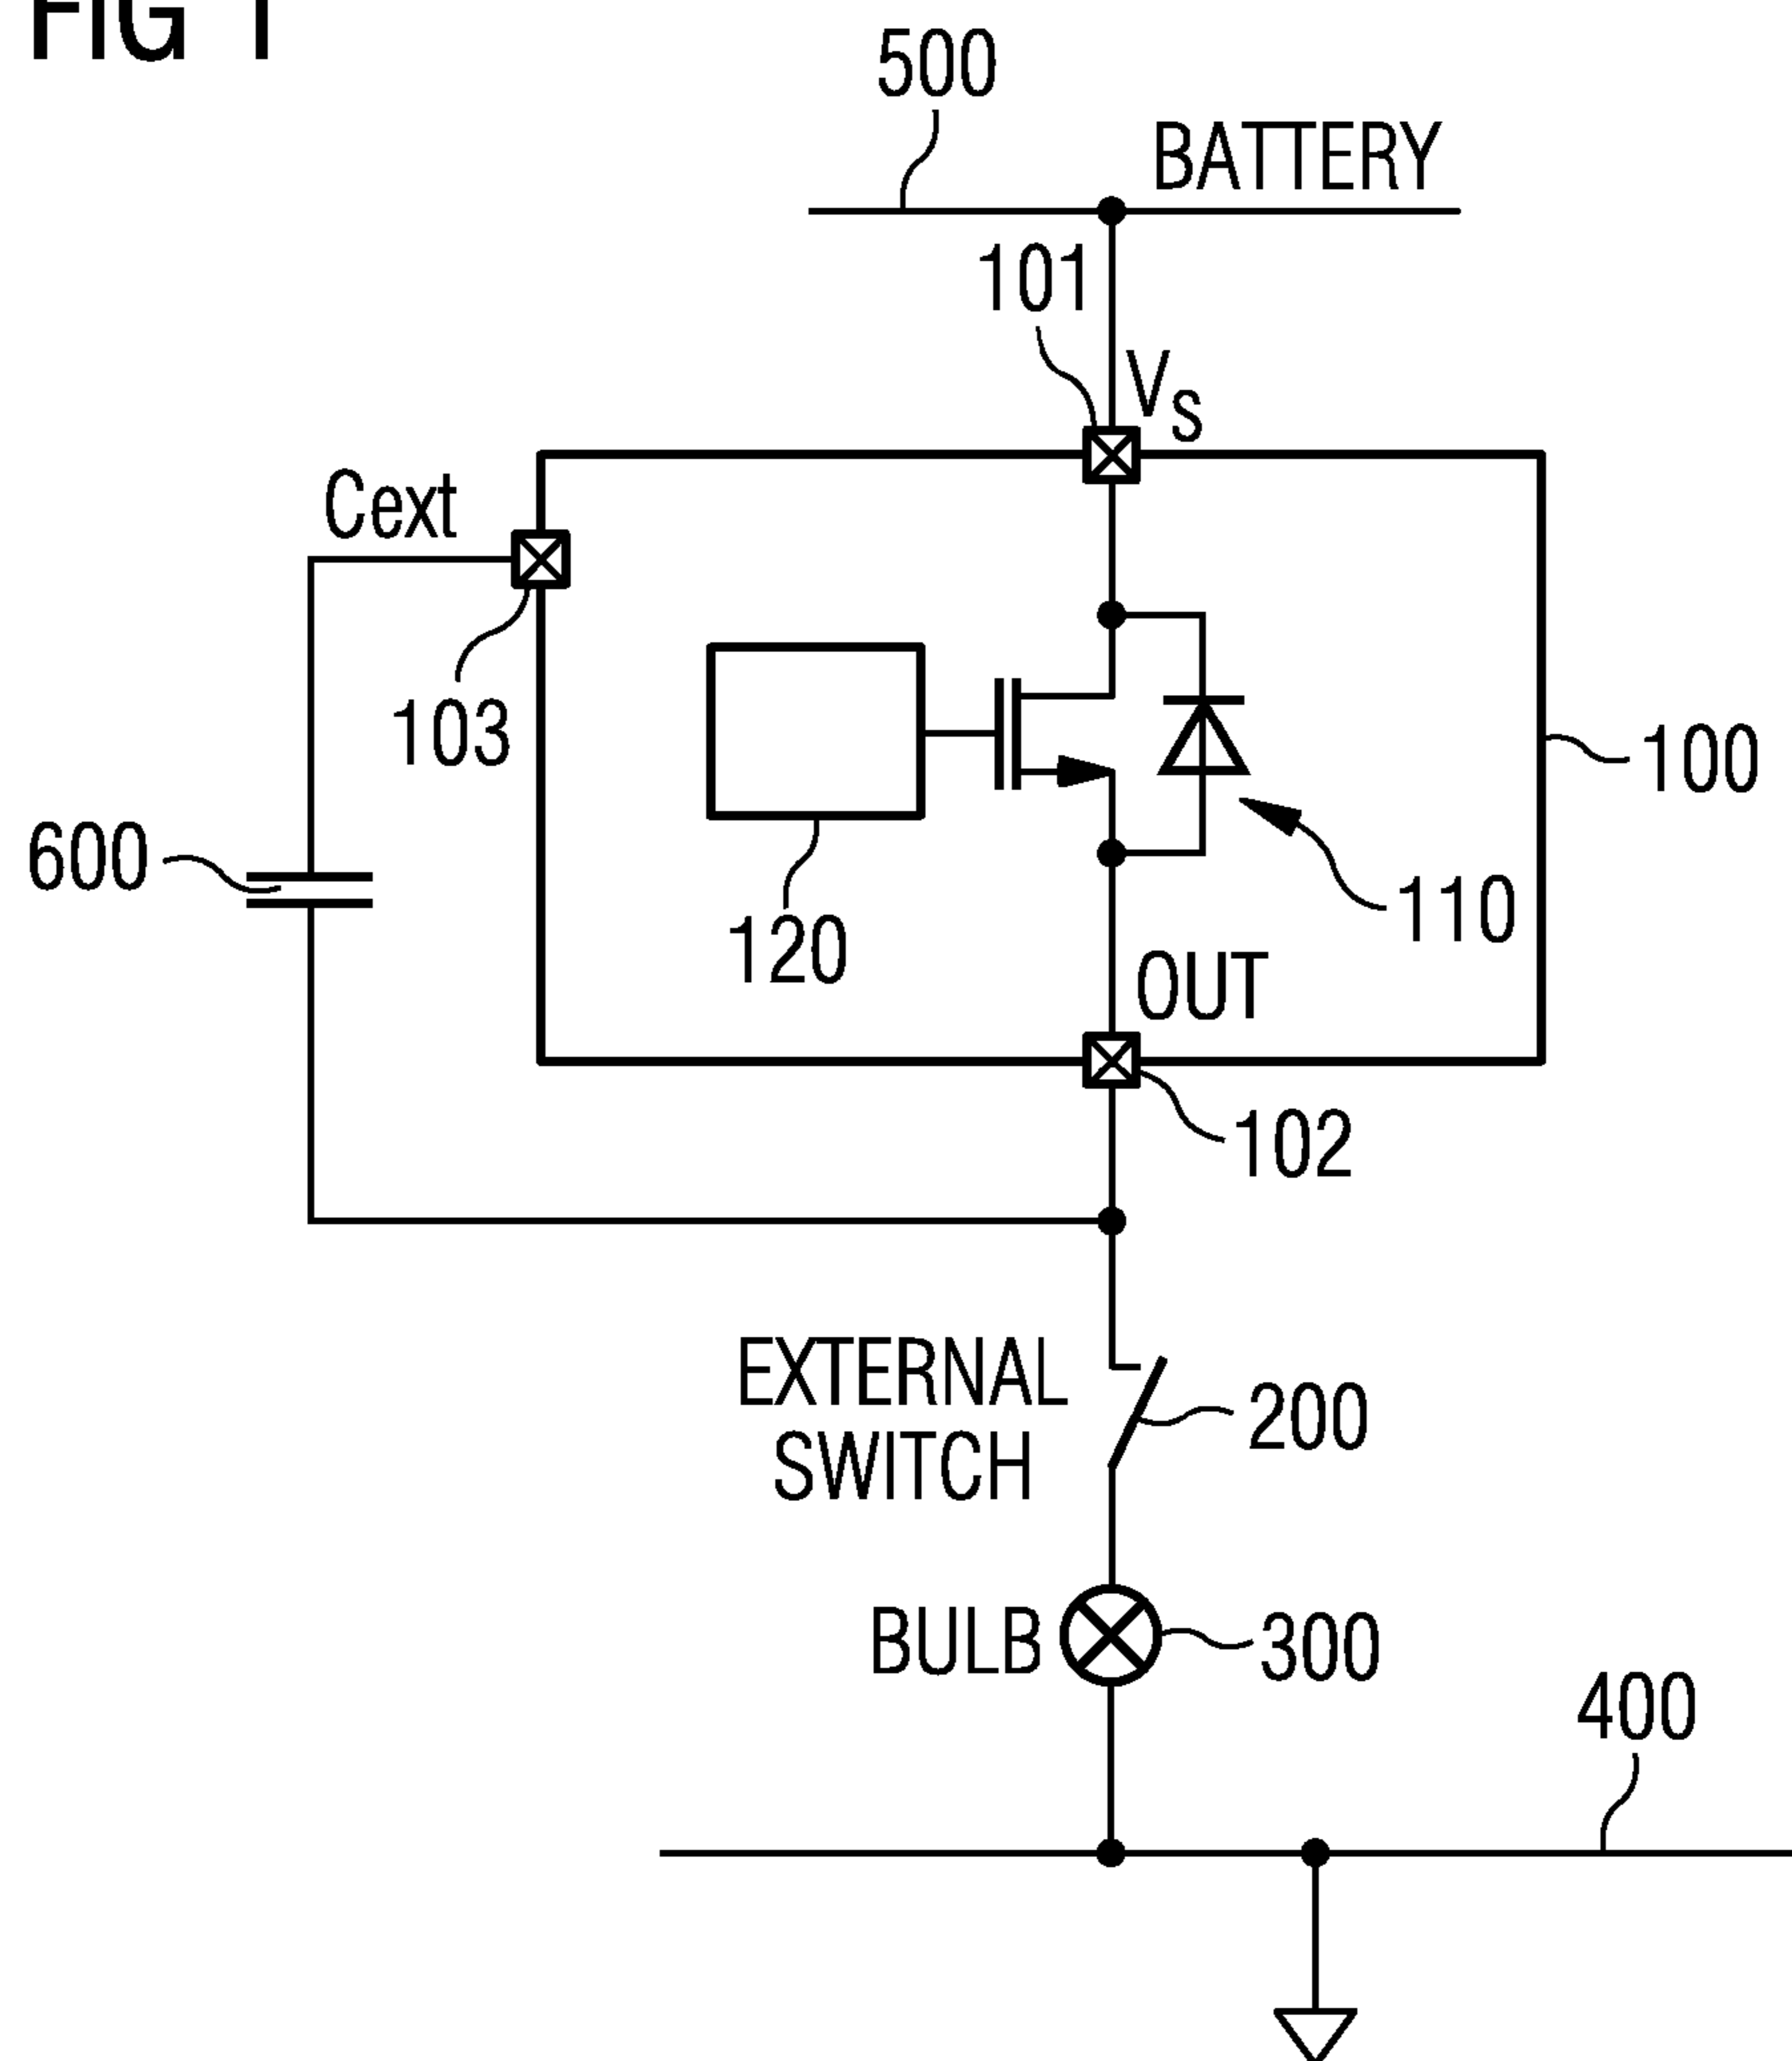 FIG 1
500
BATTERY
101
VS
Cext
103
100
600
120
110
OUT
102
EXTERNAL
SWITCH
200
BULB
300
400